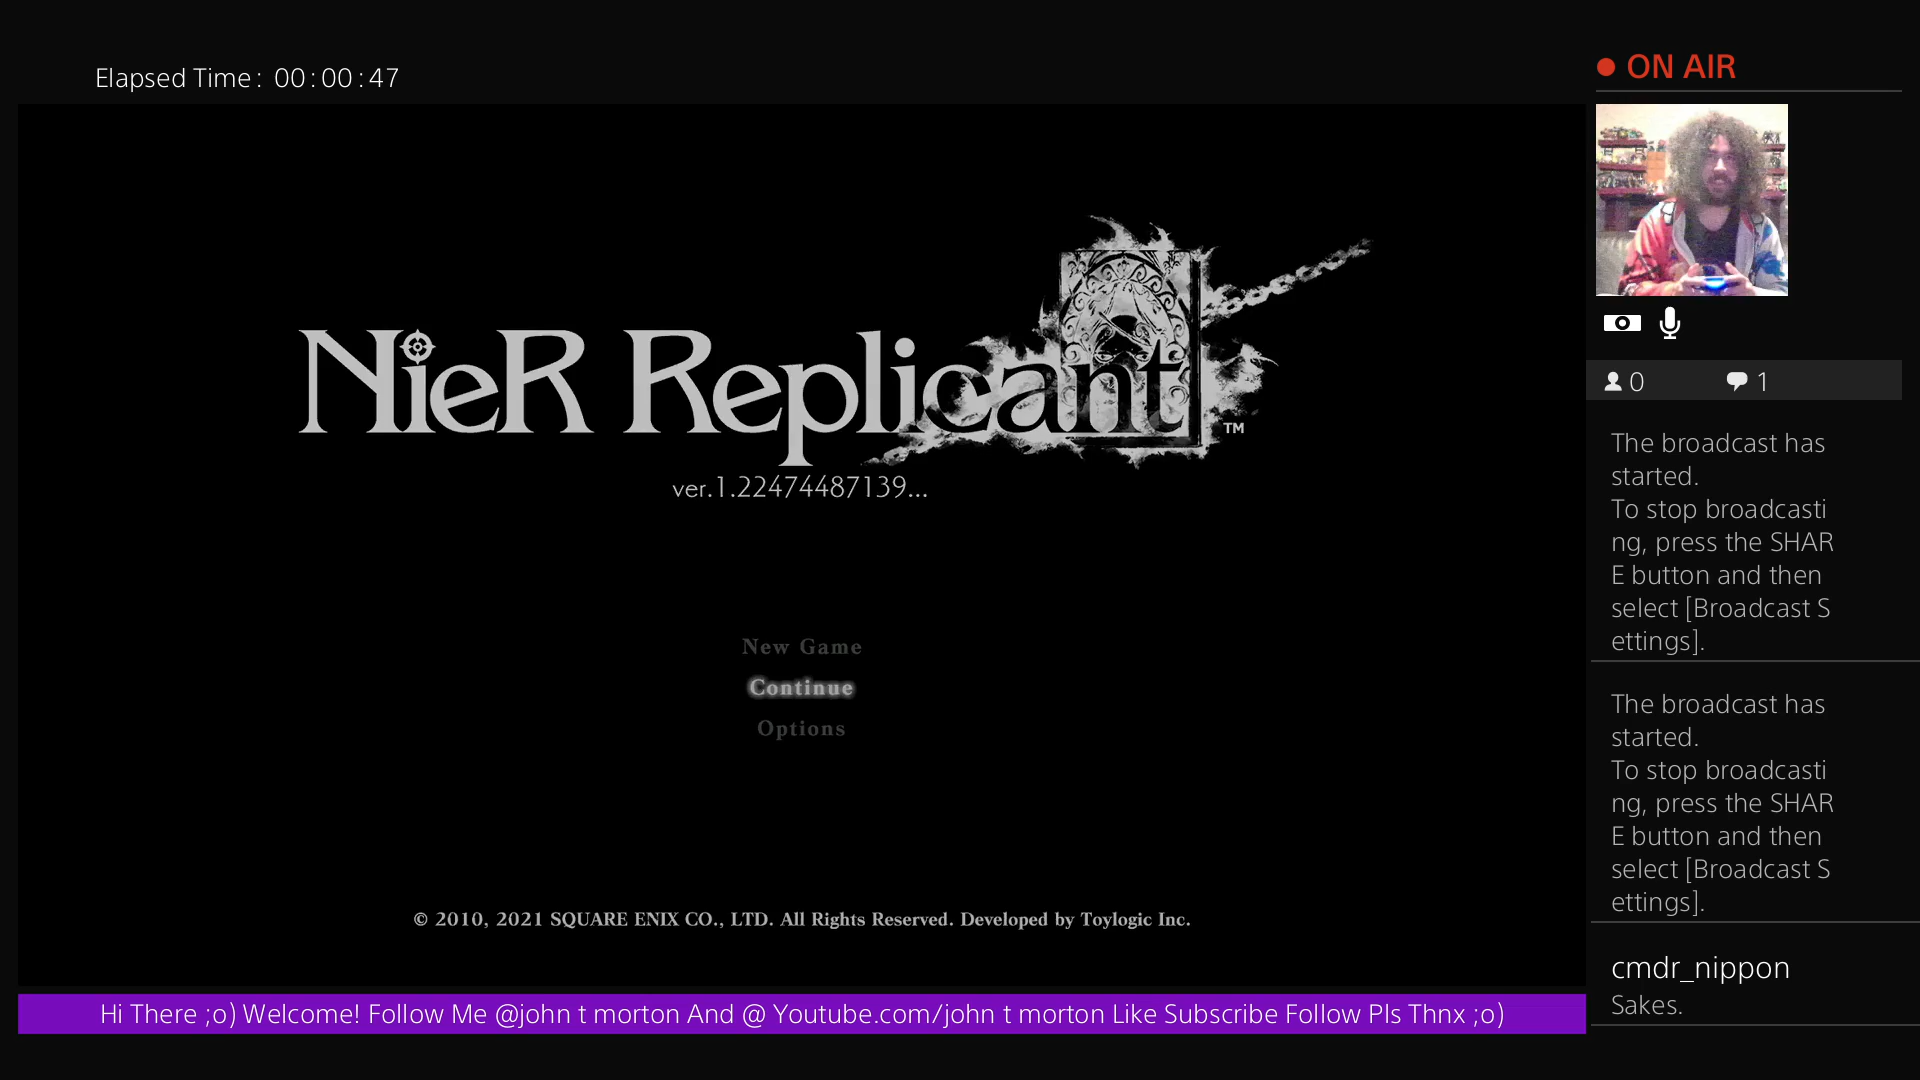 Elapsed Time: 00:00:47
ON AIR
NieR Replicant TM
ver.1.22474487139...
New Game
Continue
Options
© 2010, 2021 SQUARE ENIX CO., LTD. All Rights Reserved. Developed by Toylogic Inc.
Hi There ;o) Welcome! Follow Me @john t morton And @ Youtube.com/john t morton Like Subscribe Follow Pls Thnx ;o)
0
1
The broadcast has
started.
To stop broadcasti
ng, press the SHAR
E button and then
select [Broadcast S
ettings].
The broadcast has
started.
To stop broadcasti
ng, press the SHAR
E button and then
select [Broadcast S
ettings].
cmdr_nippon
Sakes.